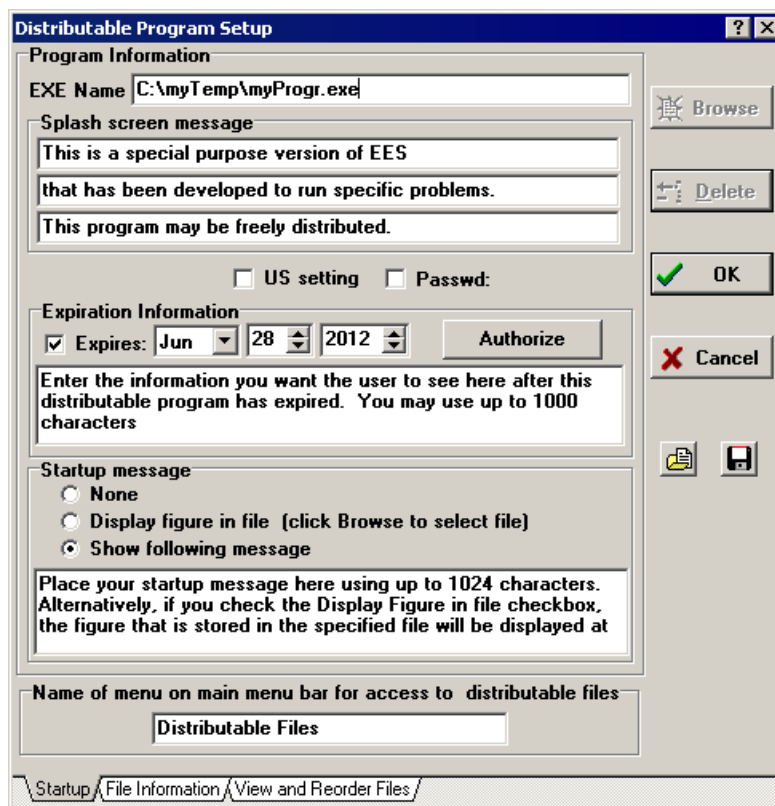 Distributable Program Setup
Program Information
EXE Name C:\myTemp\myProgr.exe
Browse
Splash screen message
This is a special purpose version of EES
that has been developed to run specific problems.
This program may be freely distributed.
Delete
US setting Passwd:
OK
Expiration Information
Expires: Jun 28 2012 Authorize
Cancel
Enter the information you want the user to see here after this
distributable program has expired. You may use up to 1000
characters
Startup message
None
Display figure in file (click Browse to select file)
Show following message
Place your startup message here using up to 1024 characters.
Alternatively, if you check the Display Figure in file checkbox,
the figure that is stored in the specified file will be displayed at
Name of menu on main menu bar for access to distributable files
Distributable Files
Startup File Information View and Reorder Files